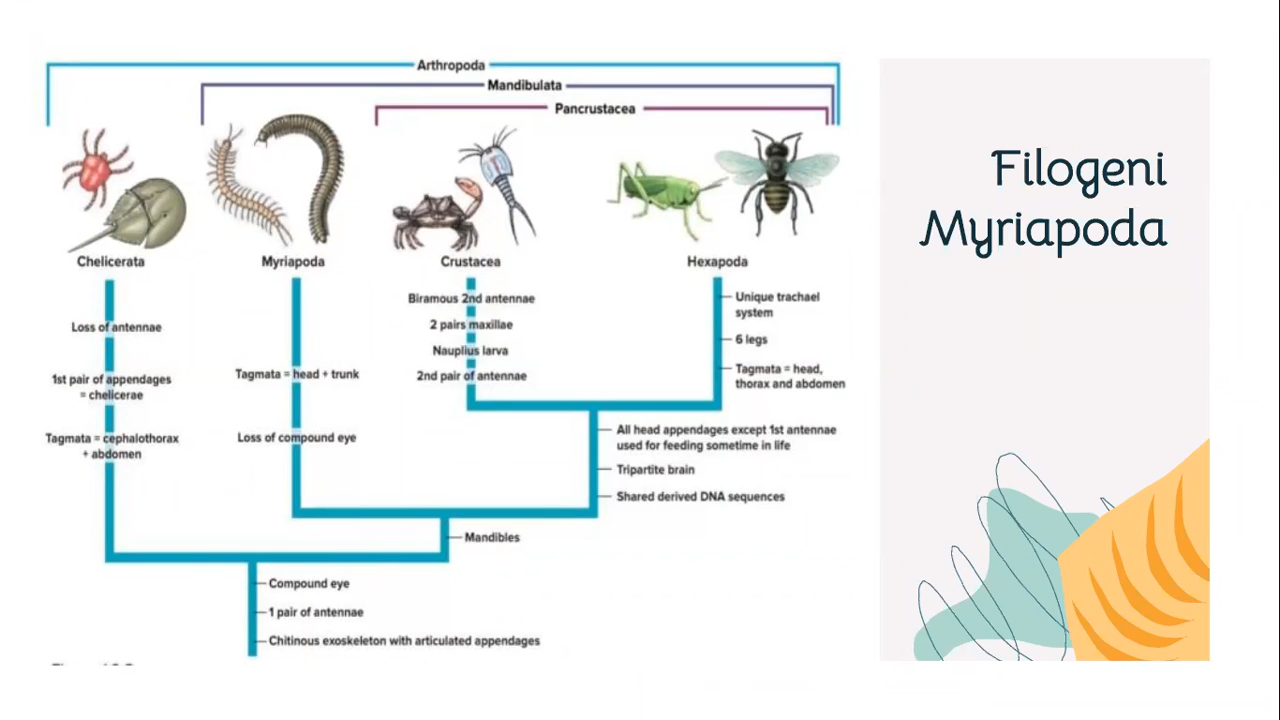 Arthropoda
Mandibulata
Pancrustacea
Chelicerata
Myriapoda
Crustacea
Hexapoda
Loss of antennae
1st pair of appendages
= chelicerae
Tagmata = cephalothorax
+ abdomen
Tagmata = head + trunk
Loss of compound eye
Biramous 2nd antennae
2 pairs maxillae
Nauplius larva
2nd pair of antennae
Unique trachael
system
6 legs
Tagmata = head,
thorax and abdomen
All head appendages except 1st antennae
used for feeding sometime in life
Tripartite brain
Shared derived DNA sequences
Mandibles
Compound eye
1 pair of antennae
Chitinous exoskeleton with articulated appendages
Filogeni
Myriapoda